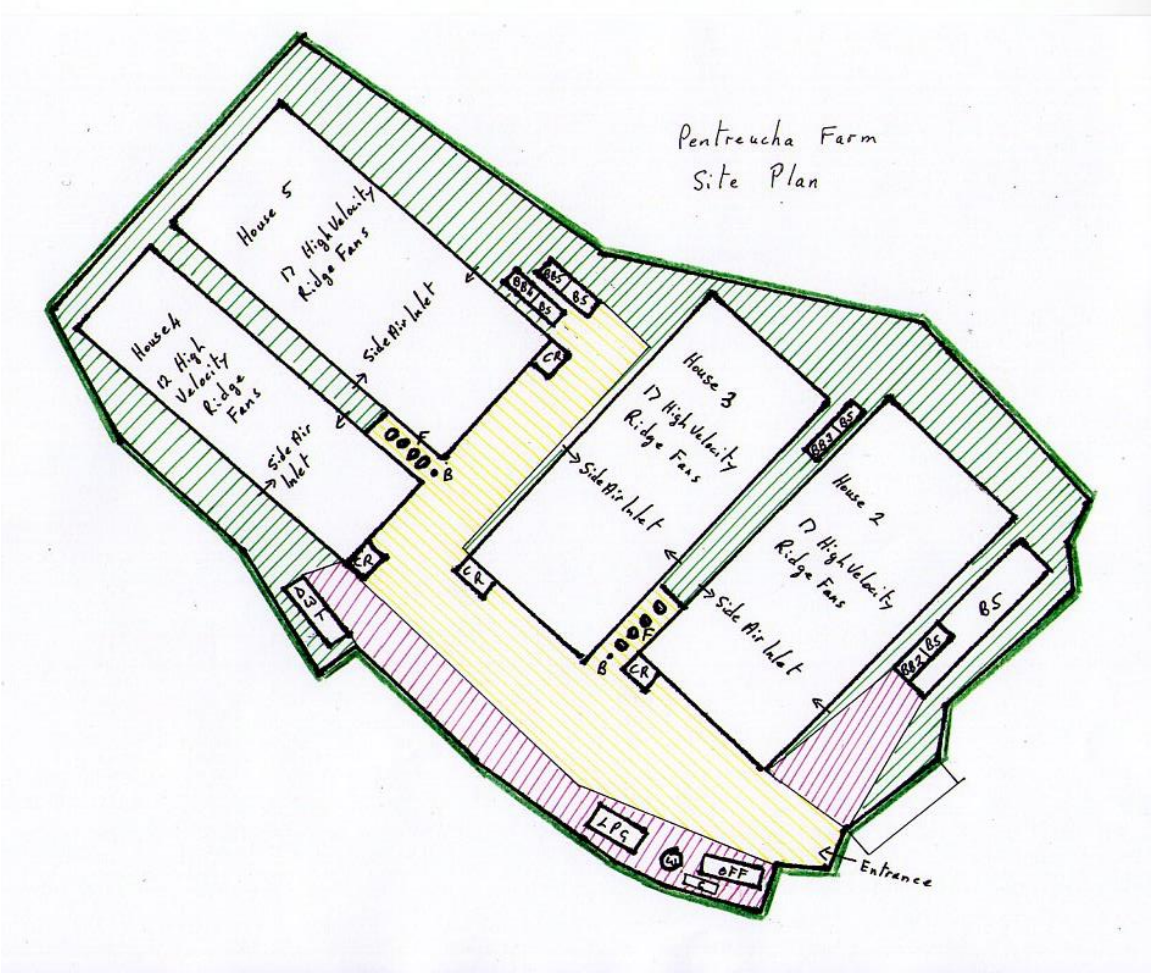 Pentreucha Farm
Site Plan
House 5
17 High Velocity
Ridge Fans
Side Air Inlet
House 4
12 High
Velocity
Ridge
Fans
Side Air
Inlet
BB5 BS
BB4 BS
CR
F
B
CR
DWT
House 3
17 High Velocity
Ridge Fans
Side Air Inlet
CR
BB3 BS
House 2
17 High Velocity
Ridge Fans
Side Air Inlet
F
B
CR
BS
BB2 BS
LPG
OFF
Entrance